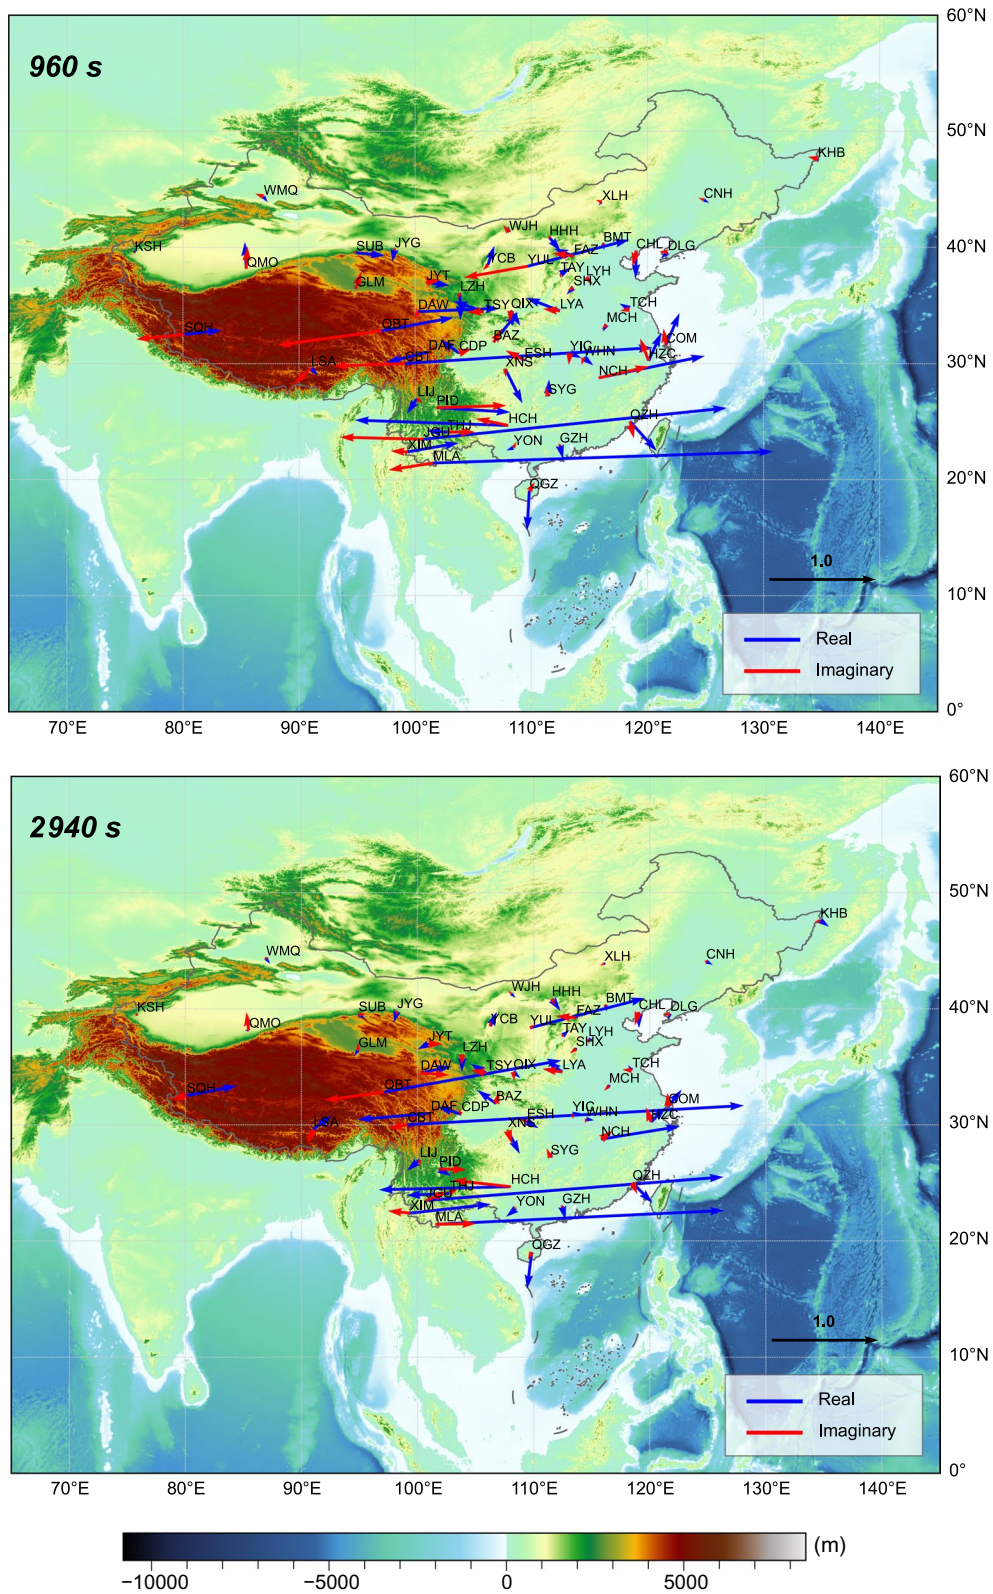 60°N
960 s
50°N
KHB
WMQ
XLH
CNH
WJH
HHH
BMT
40°N
KSH
SUB
JYG
FAZ
CHL
DLG
QMO
YCB
YUL
TAY
LYH
GLM
JYT
SHX
LZH
DAW
TSY
QIX
LYA
TCH
MCH
SQH
QBT
BAZ
COM
DAF
CDP
YIC
WHN
HZC
30°N
LSA
CBT
ESH
XNS
NCH
LIJ
PID
SYG
THJ
HCH
QZH
JGU
XIM
YON
GZH
MLA
20°N
QGZ
1.0
10°N
Real
Imaginary
0°
70°E 80°E 90°E 100°E 110°E 120°E 130°E 140°E
60°N
2940 s
50°N
KHB
WMQ
XLH
CNH
WJH
HHH
BMT
40°N
KSH
SUB
JYG
FAZ
CHL
DLG
QMO
YCB
YUL
TAY
LYH
GLM
JYT
SHX
LZH
DAW
TSY
QIX
LYA
TCH
MCH
SQH
QBT
BAZ
COM
DAF
CDP
YIC
WHN
HZC
30°N
LSA
CBT
ESH
XNS
NCH
LIJ
PID
SYG
THJ
HCH
QZH
JGU
XIM
YON
GZH
MLA
20°N
QGZ
1.0
10°N
Real
Imaginary
0°
70°E 80°E 90°E 100°E 110°E 120°E 130°E 140°E
(m)
−10000 −5000 0 5000